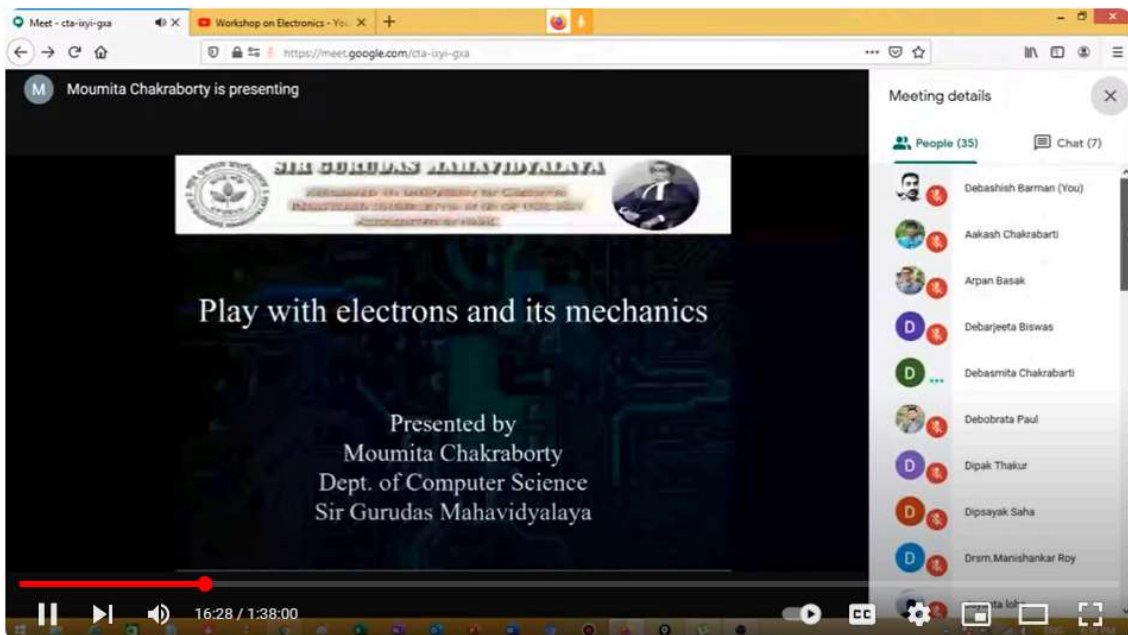 Meet - cta-ixyi-gxa
Workshop on Electronics - You
https://meet.google.com/cta-ixyi-gxa
M
Moumita Chakraborty is presenting
Meeting details
People (35)
Chat (7)
SIR GURUDAS MAHAVIDYALAYA
Play with electrons and its mechanics
Presented by
Moumita Chakraborty
Dept. of Computer Science
Sir Gurudas Mahavidyalaya
Debashish Barman (You)
Aakash Chakrabarti
Arpan Basak
D
Debarjeeta Biswas
D
Debasmita Chakrabarti
Debobrata Paul
D
Dipak Thakur
D
Dipsayak Saha
D
Drsm.Manishankar Roy
16:28 / 1:38:00
CC